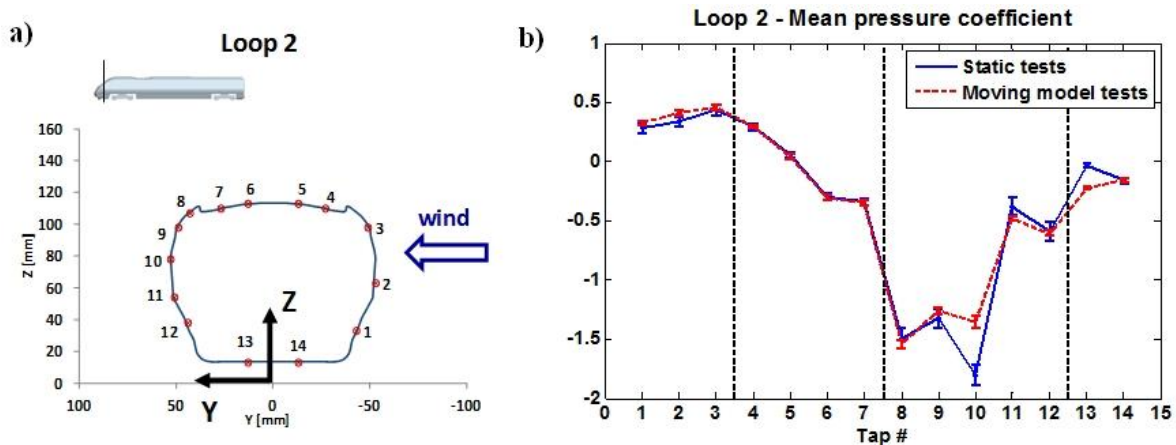 a)
Loop 2
160
140
120
100
80
60
40
20
0
Z [mm]
100 50 0 -50 -100
Y [mm]
8 7 6 5 4
9 3
10 2
11
12 1
13 14
Z
Y
wind
b)
Loop 2 - Mean pressure coefficient
Static tests
Moving model tests
1
0.5
0
-0.5
-1
-1.5
-2
0 1 2 3 4 5 6 7 8 9 10 11 12 13 14 15
Tap #